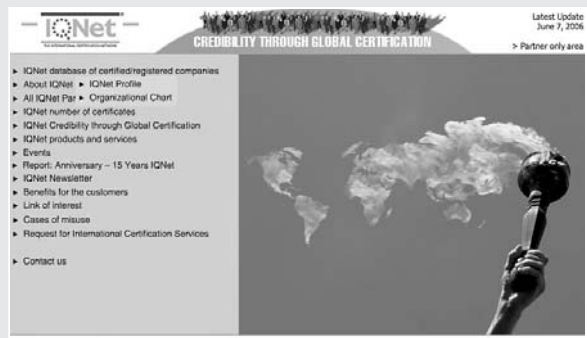 IQNet
THE INTERNATIONAL CERTIFICATION NETWORK
CREDIBILITY THROUGH GLOBAL CERTIFICATION
Latest Update
June 7, 2006
> Partner only area
► IQNet database of certified/registered companies
► About IQNet ► IQNet Profile
► All IQNet Par ► Organizational Chart
► IQNet number of certificates
► IQNet Credibility through Global Certification
► IQNet products and services
► Events
► Report: Anniversary – 15 Years IQNet
► IQNet Newsletter
► Benefits for the customers
► Link of interest
► Cases of misuse
► Request for International Certification Services
► Contact us